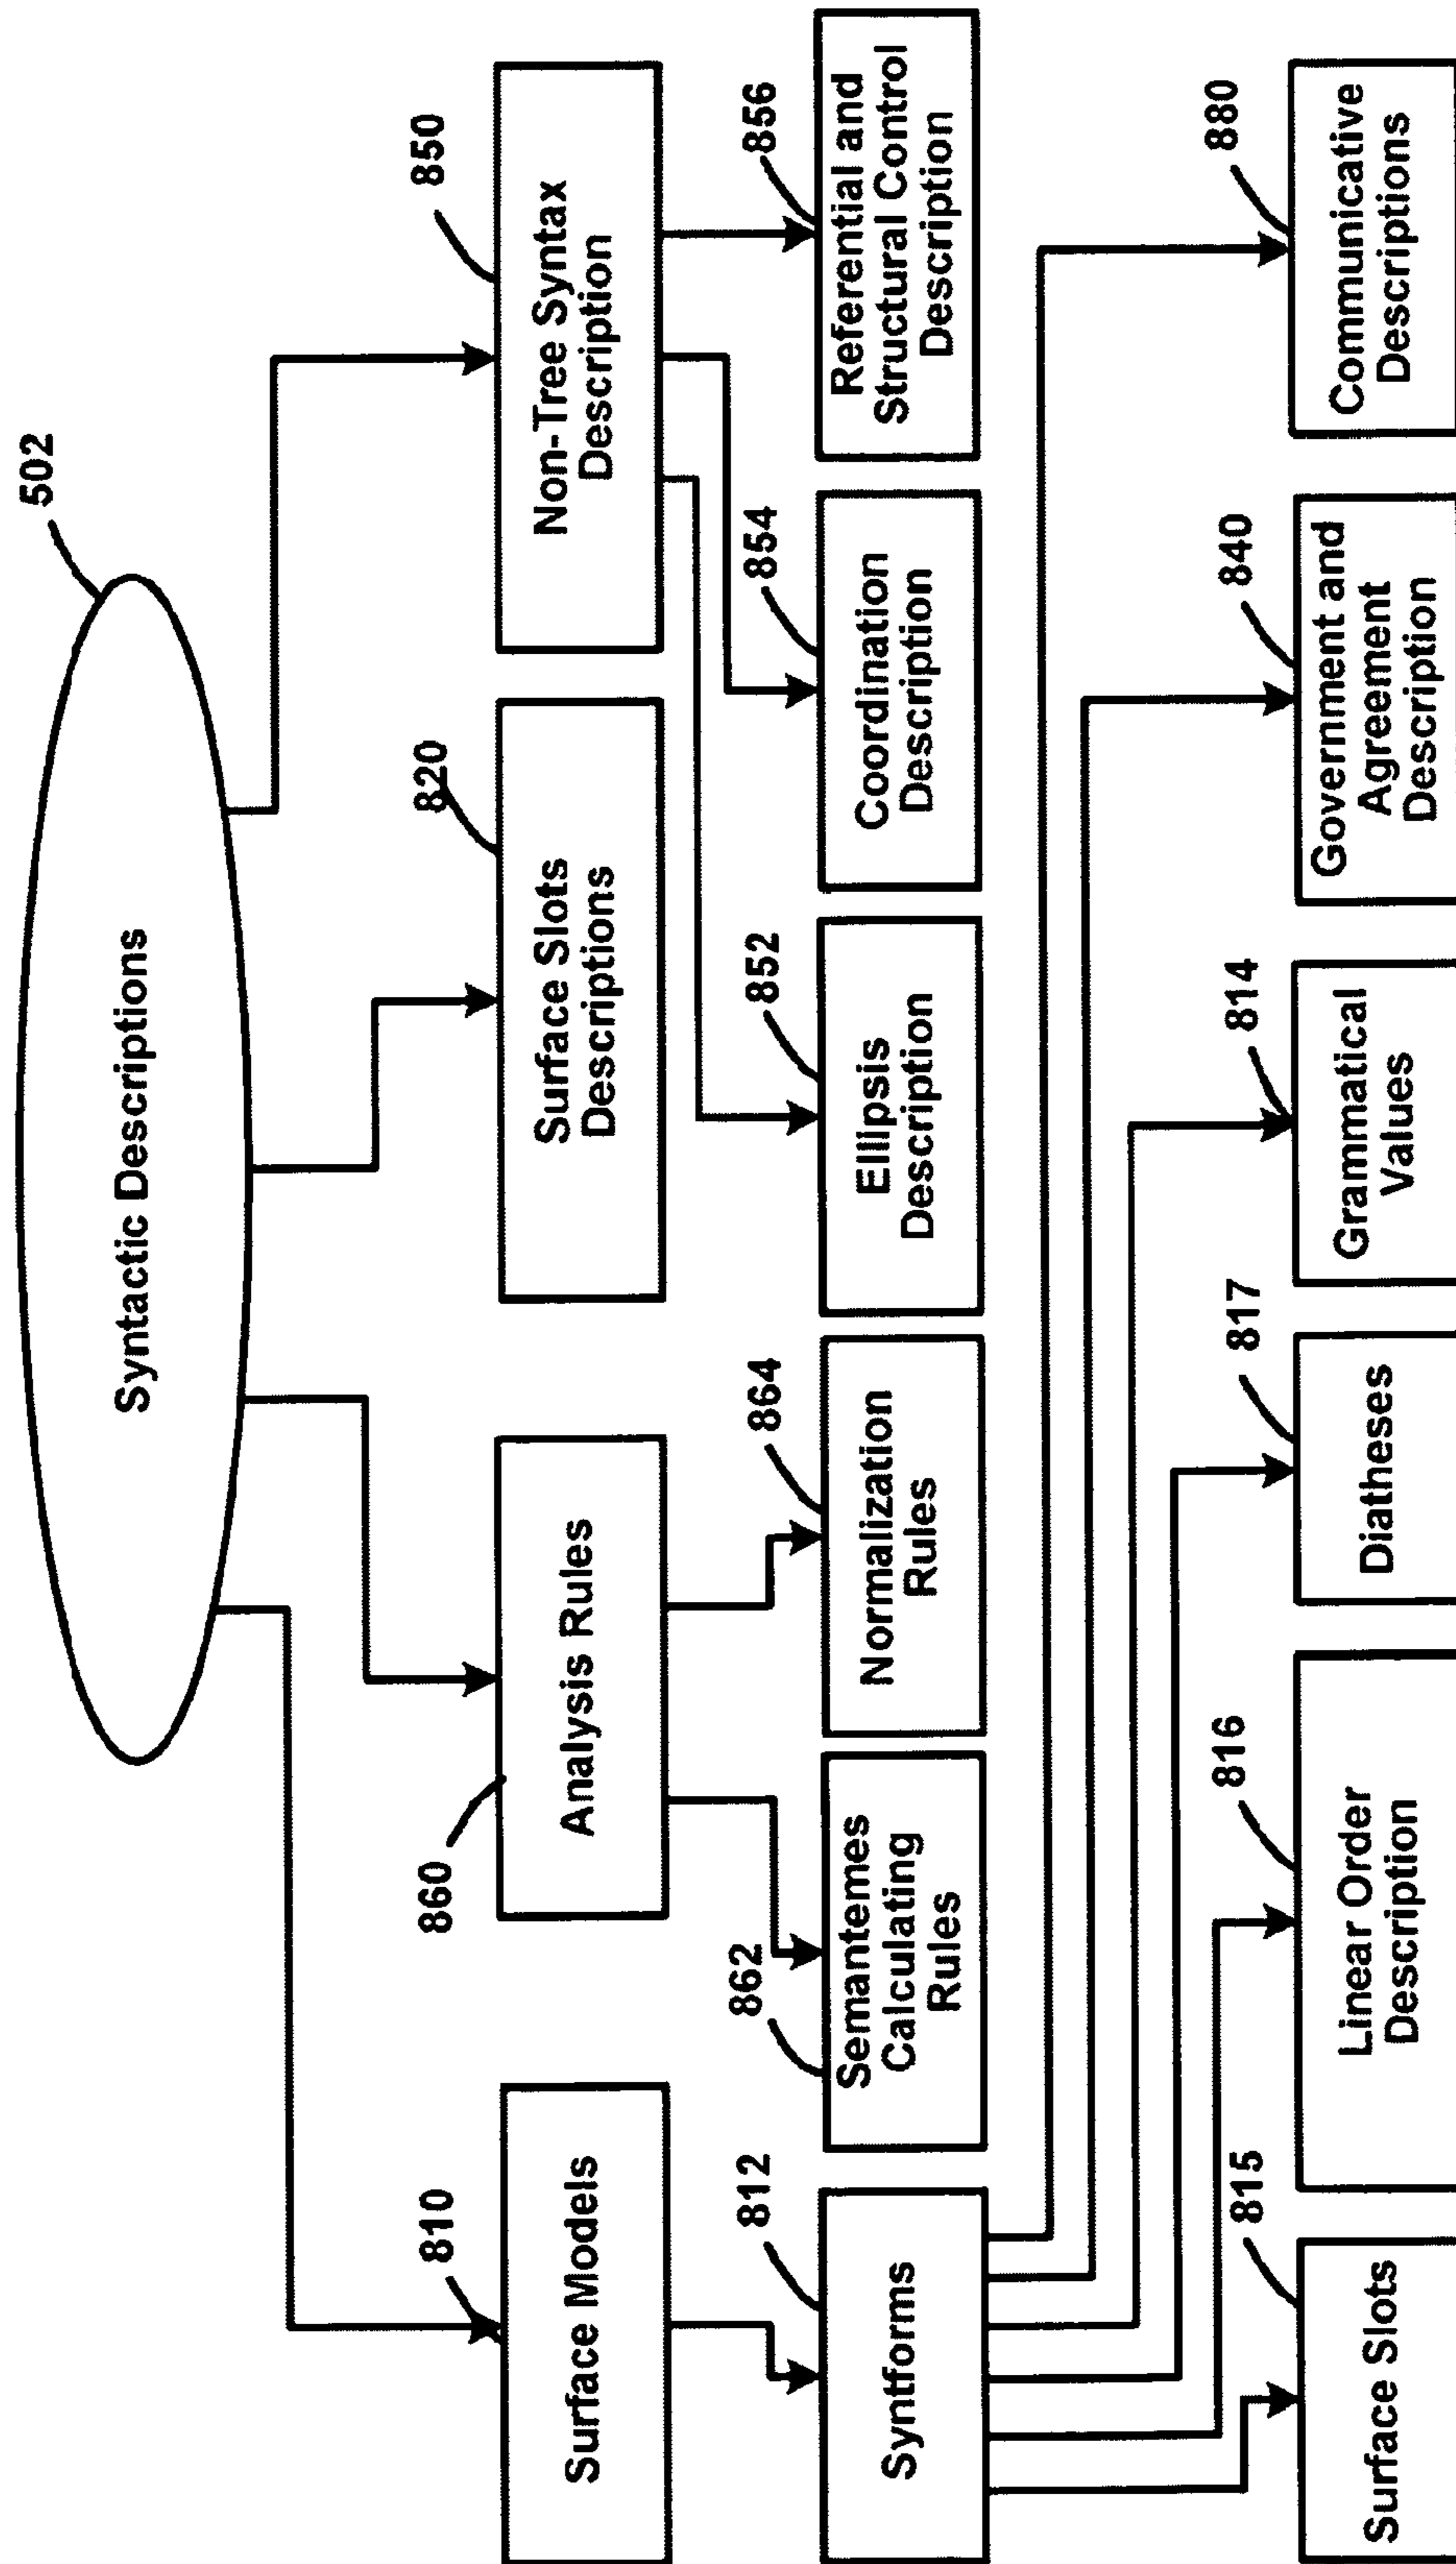 502
Syntactic Descriptions
810
Surface Models
860
Analysis Rules
820
Surface Slots
Descriptions
850
Non-Tree Syntax
Description
812
Syntforms
862
Semantemes
Calculating
Rules
864
Normalization
Rules
852
Ellipsis
Description
854
Coordination
Description
856
Referential and
Structural Control
Description
815
Surface Slots
816
Linear Order
Description
817
Diatheses
814
Grammatical
Values
840
Government and
Agreement
Description
880
Communicative
Descriptions